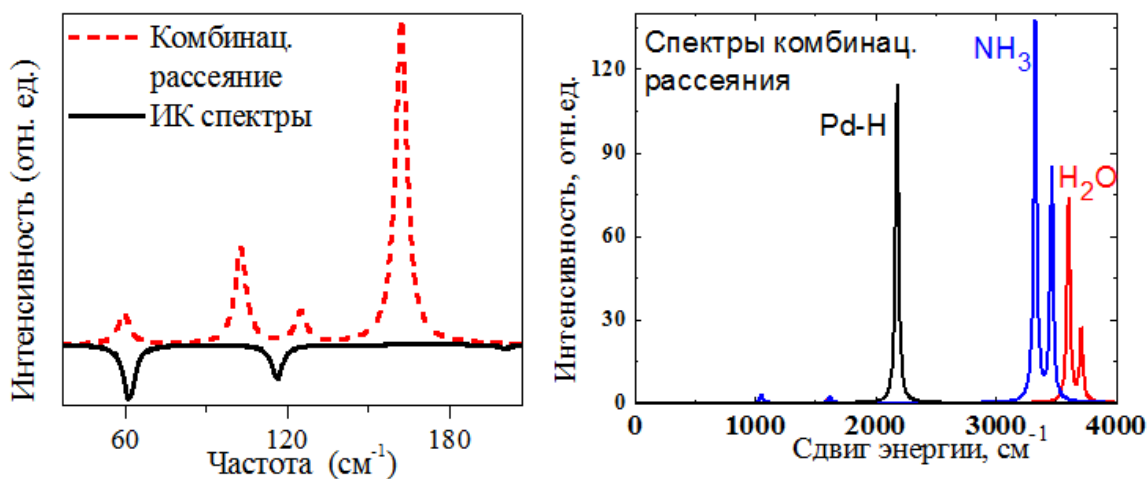 Интенсивность (отн. ед.)
Комбинац.
рассеяние
ИК спектры
60
120
180
Частота (см⁻¹)
Интенсивность, отн.ед.
120
90
60
30
0
Спектры комбинац.
рассеяния
Pd-H
NH₃
H₂O
0
1000
2000
3000
4000
Сдвиг энергии, см⁻¹